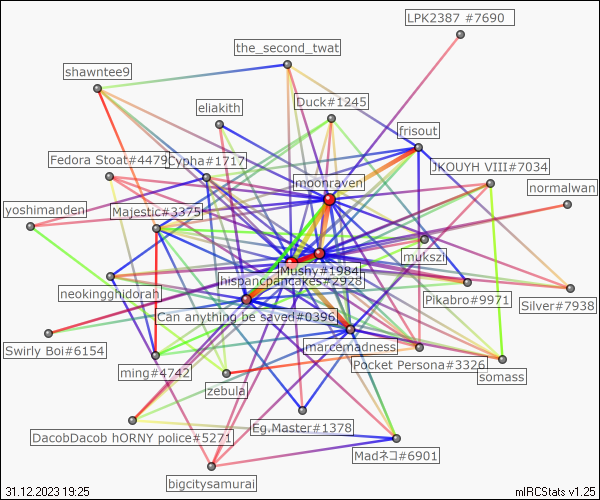 LPK2387 #7690
the_second_twat
shawntee9
Duck#1245
eliakith
frisout
Fedora Stoat#4479
Cypha#1717
JKOUYH VIII#7034
moonraven
normalwan
yoshimanden
Majestic#3375
mukszi
Mushy#1984
hispancpancakes#2928
neokingghidorah
Pikabro#9971
Silver#7938
Can anything be saved#0396
Swirly Boi#6154
marcemadness
ming#4742
Pocket Persona#3326
somass
zebula
DacobDacob hORNY police#5271
Eg.Master#1378
Madネコ#6901
bigcitysamurai
31.12.2023 19:25
mIRCStats v1.25